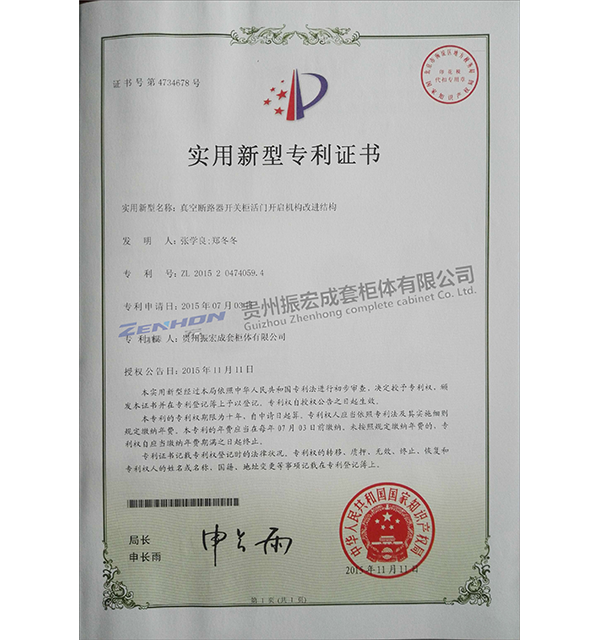 证书号第4734678号
实用新型专利证书
实用新型名称：真空断路器开关柜活门开启机构改进结构
发 明 人：张学良;郑冬冬
专 利 号：ZL 2015 2 0474059.4
专利申请日：2015年07月03日
专 利 权 人：贵州振宏成套柜体有限公司
授权公告日：2015年11月11日
ZENHON
贵州振宏成套柜体有限公司
Guizhou Zhenhong complete cabinet Co., Ltd.
本实用新型经过本局依照中华人民共和国专利法进行初步审查，决定授予专利权，颁
发本证书并在专利登记簿上予以登记。专利权自授权公告之日起生效。
本专利的专利权期限为十年，自申请日起算。专利权人应当依照专利法及其实施细则
规定缴纳年费。本专利的年费应当在每年07月03日前缴纳。未按照规定缴纳年费的，专
利权自应当缴纳年费期满之日起终止。
专利证书记载专利权登记时的法律状况。专利权的转移、质押、无效、终止、恢复和
专利权人的姓名或名称、国籍、地址变更等事项记载在专利登记簿上。
局长
申长雨
申长雨
中华人民共和国国家知识产权局
2015年11月11日
第1页(共1页)